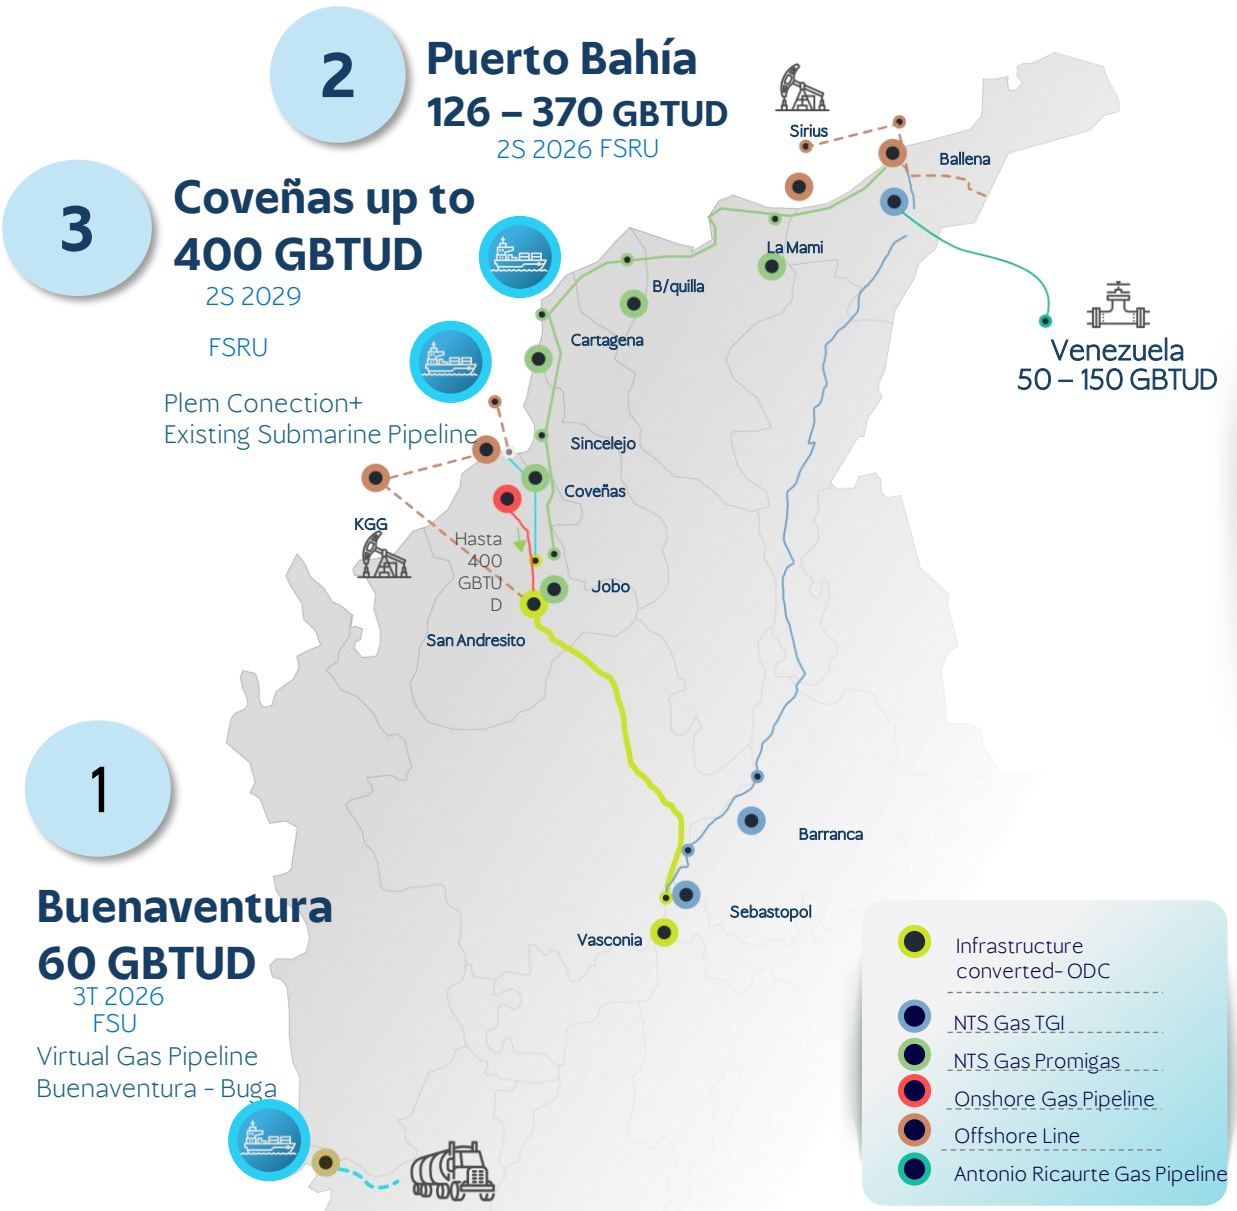 2
Puerto Bahía
126 – 370 GBTUD
2S 2026 FSRU
3
Coveñas up to
400 GBTUD
2S 2029
FSRU
Plem Conection+
Existing Submarine Pipeline
Sirius
Ballena
La Mami
B/quilla
Cartagena
Venezuela
50 – 150 GBTUD
Sincelejo
Coveñas
KGG
Hasta
400
GBTU
D
Jobo
San Andresito
1
Buenaventura
60 GBTUD
3T 2026
FSU
Virtual Gas Pipeline
Buenaventura - Buga
Barranca
Sebastopol
Vasconia
Infrastructure
converted- ODC
NTS Gas TGI
NTS Gas Promigas
Onshore Gas Pipeline
Offshore Line
Antonio Ricaurte Gas Pipeline